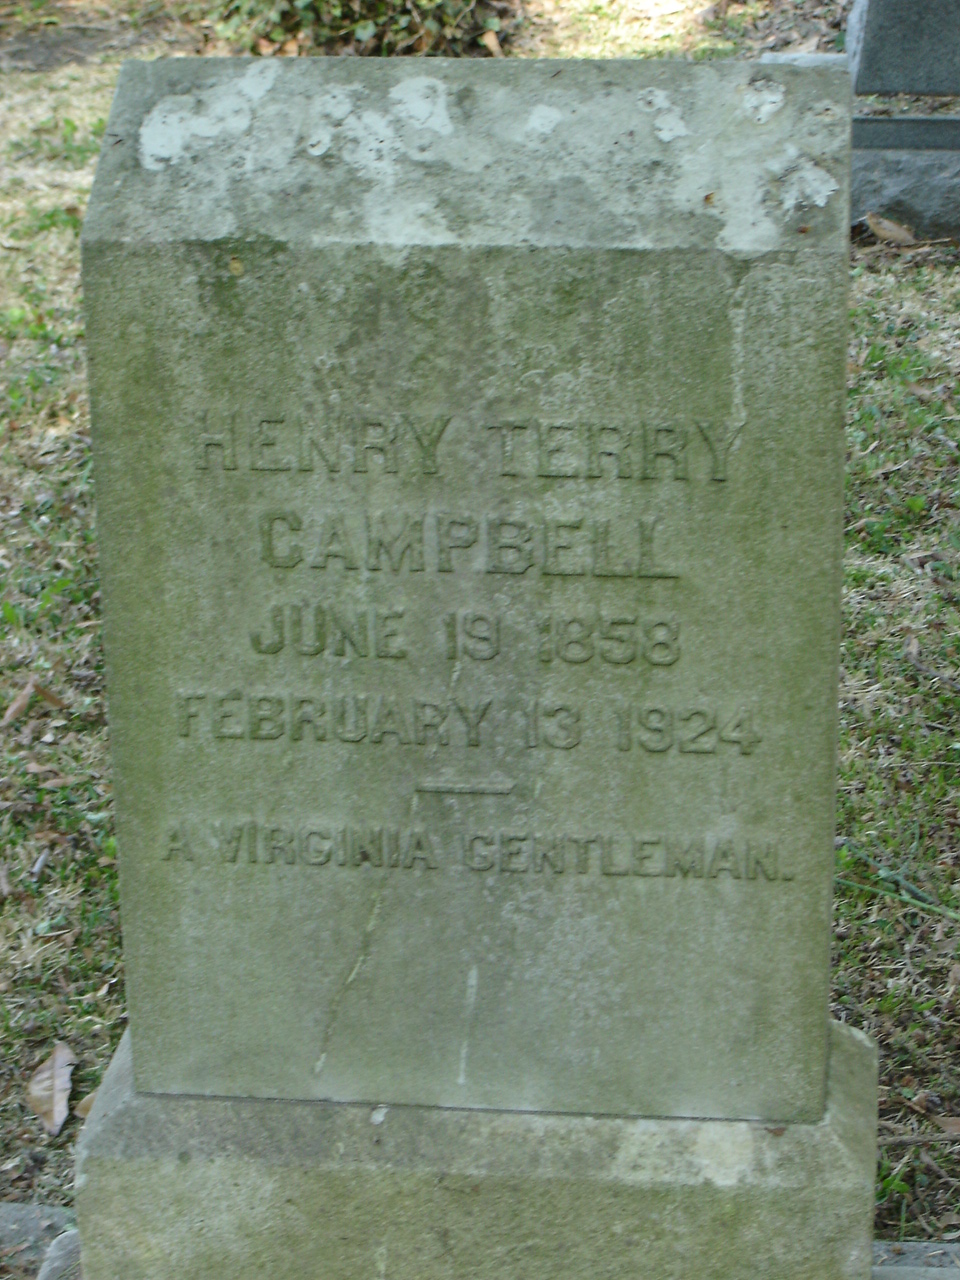 HENRY TERRY
CAMPBELL
JUNE 19 1858
FEBRUARY 13 1924
A VIRGINIA GENTLEMAN.